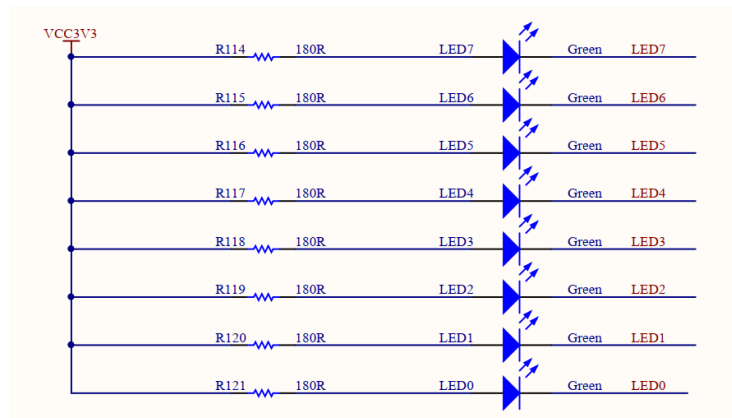 VCC3V3
R114 180R LED7 Green LED7
R115 180R LED6 Green LED6
R116 180R LED5 Green LED5
R117 180R LED4 Green LED4
R118 180R LED3 Green LED3
R119 180R LED2 Green LED2
R120 180R LED1 Green LED1
R121 180R LED0 Green LED0